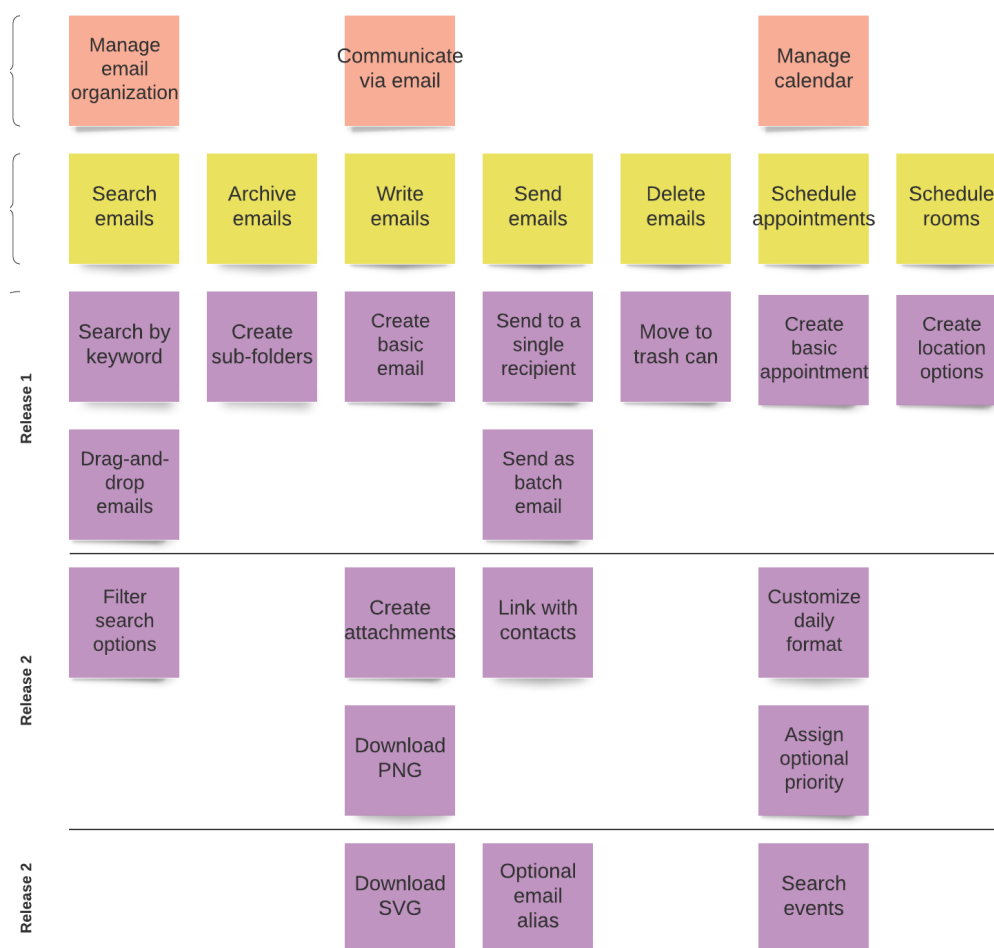 Manage
email
organization
Communicate
via email
Manage
calendar
Search
emails
Archive
emails
Write
emails
Send
emails
Delete
emails
Schedule
appointments
Schedule
rooms
Release 1
Search by
keyword
Create
sub-folders
Create
basic
email
Send to a
single
recipient
Move to
trash can
Create
basic
appointment
Create
location
options
Drag-and-
drop
emails
Send as
batch
email
Release 2
Filter
search
options
Create
attachments
Link with
contacts
Customize
daily
format
Download
PNG
Assign
optional
priority
Release 2
Download
SVG
Optional
email
alias
Search
events